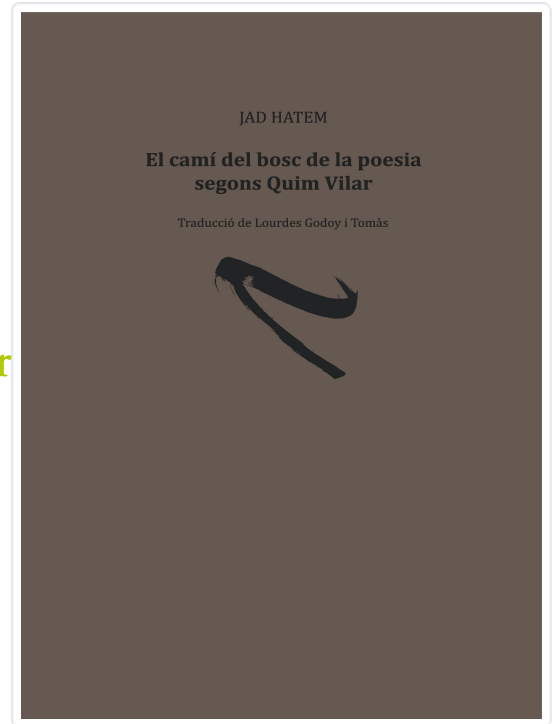 JAD HATEM
El camí del bosc de la poesia
segons Quim Vilar
Traducció de Lourdes Godoy i Tomàs
r